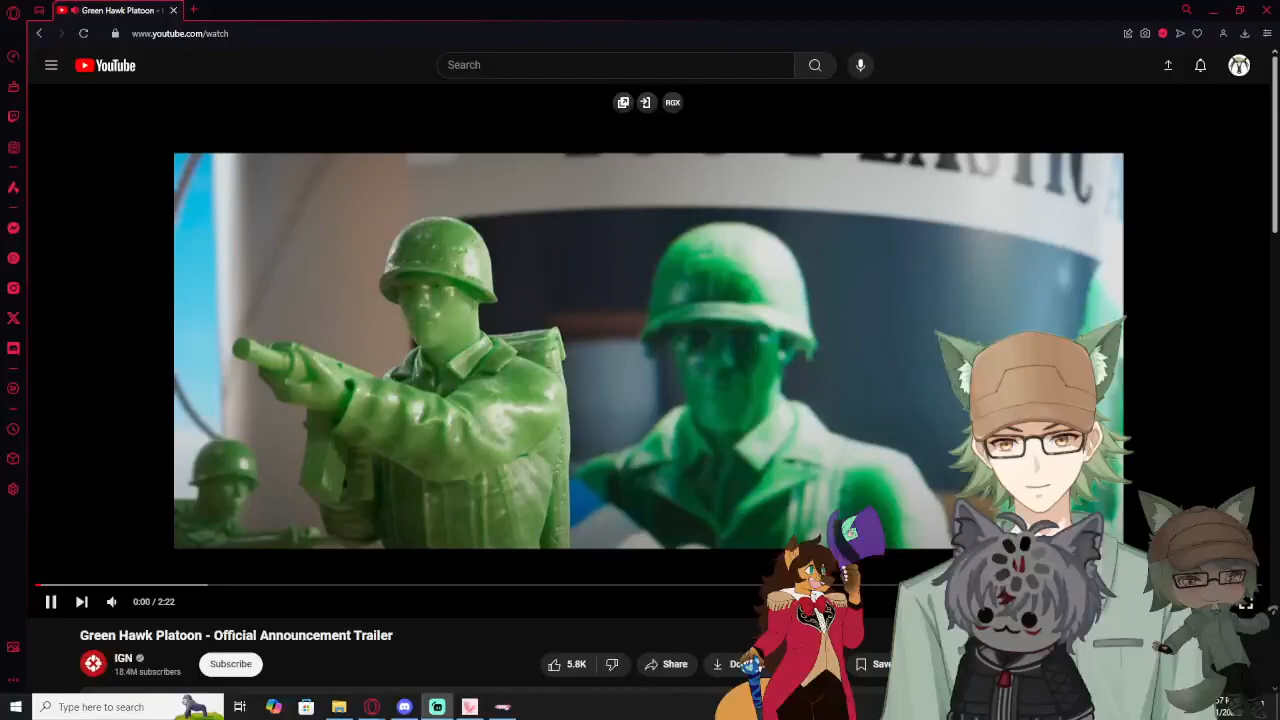 Green Hawk Platoon -
www.youtube.com/watch
YouTube
Search
RGX
0:00 / 2:22
Green Hawk Platoon - Official Announcement Trailer
IGN
18.4M subscribers
Subscribe
5.8K
Share
Type here to search